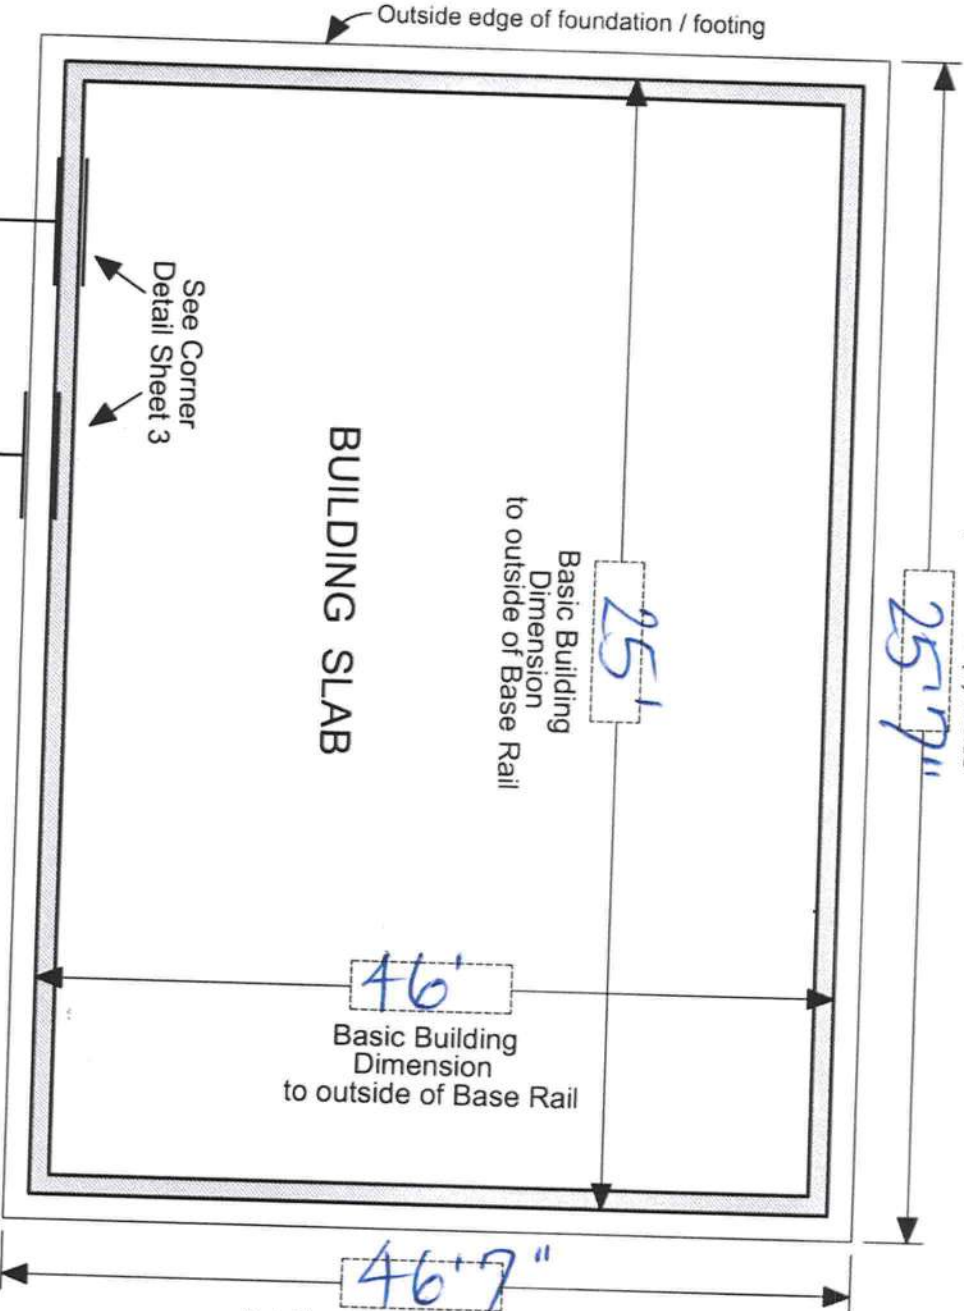 Outside edge of foundation / footing
25'7"
25'
Basic Building
Dimension
to outside of Base Rail
See Corner
Detail Sheet 3
BUILDING SLAB
46'
Basic Building
Dimension
to outside of Base Rail
46'7"